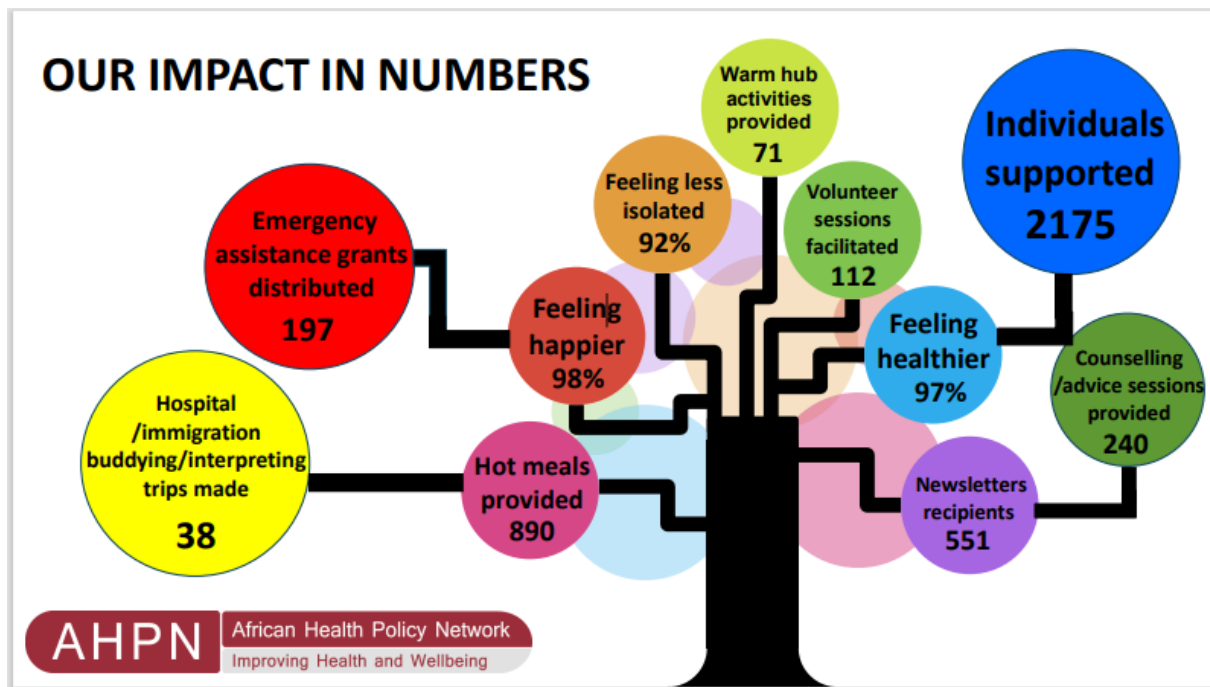 OUR IMPACT IN NUMBERS
Warm hub
activities
provided
71
Individuals
supported
2175
Feeling less
isolated
92%
Volunteer
sessions
facilitated
112
Emergency
assistance grants
distributed
197
Feeling
happier
98%
Feeling
healthier
97%
Counselling
/advice sessions
provided
240
Hospital
/immigration
buddying/interpreting
trips made
38
Hot meals
provided
890
Newsletters
recipients
551
AHPN
African Health Policy Network
Improving Health and Wellbeing